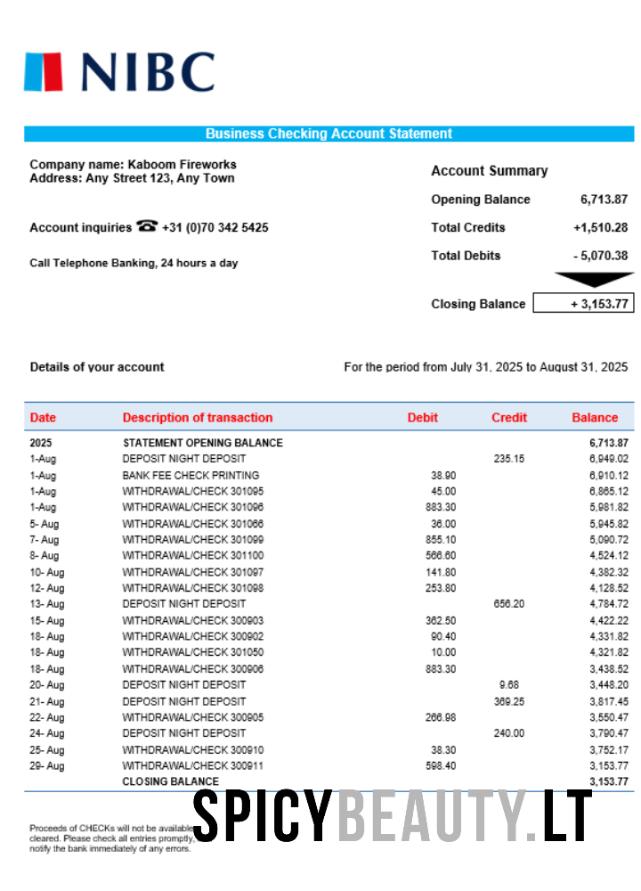 NIBC
Business Checking Account Statement
Company name: Kaboom Fireworks
Address: Any Street 123, Any Town
Account inquiries ☎ +31 (0)70 342 5425
Call Telephone Banking, 24 hours a day
Account Summary
Opening Balance 6,713.87
Total Credits +1,510.28
Total Debits - 5,070.38
Closing Balance + 3,153.77
Details of your account For the period from July 31, 2025 to August 31, 2025
Date Description of transaction Debit Credit Balance
2025 STATEMENT OPENING BALANCE 6,713.87
1-Aug DEPOSIT NIGHT DEPOSIT 235.15 6,949.02
1-Aug BANK FEE CHECK PRINTING 38.90 6,910.12
1-Aug WITHDRAWAL/CHECK 301095 45.00 6,865.12
1-Aug WITHDRAWAL/CHECK 301096 883.30 5,981.82
5- Aug WITHDRAWAL/CHECK 301066 36.00 5,945.82
7- Aug WITHDRAWAL/CHECK 301099 855.10 5,090.72
8- Aug WITHDRAWAL/CHECK 301100 566.60 4,524.12
10- Aug WITHDRAWAL/CHECK 301097 141.80 4,382.32
12- Aug WITHDRAWAL/CHECK 301098 253.80 4,128.52
13- Aug DEPOSIT NIGHT DEPOSIT 656.20 4,784.72
15- Aug WITHDRAWAL/CHECK 300903 362.50 4,422.22
18- Aug WITHDRAWAL/CHECK 300902 90.40 4,331.82
18- Aug WITHDRAWAL/CHECK 301050 10.00 4,321.82
18- Aug WITHDRAWAL/CHECK 300906 883.30 3,438.52
20- Aug DEPOSIT NIGHT DEPOSIT 9.68 3,448.20
21- Aug DEPOSIT NIGHT DEPOSIT 369.25 3,817.45
22- Aug WITHDRAWAL/CHECK 300905 266.98 3,550.47
24- Aug DEPOSIT NIGHT DEPOSIT 240.00 3,790.47
25- Aug WITHDRAWAL/CHECK 300910 38.30 3,752.17
29- Aug WITHDRAWAL/CHECK 300911 598.40 3,153.77
CLOSING BALANCE 3,153.77
SPICYBEAUTY.LT
Proceeds of CHECKs will not be available
cleared. Please check all entries promptly,
notify the bank immediately of any errors.